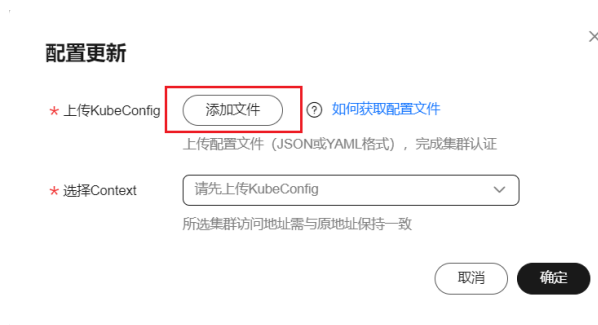 配置更新
* 上传KubeConfig 添加文件 ? 如何获取配置文件
上传配置文件（JSON或YAML格式），完成集群认证
* 选择Context 请先上传KubeConfig
所选集群访问地址需与原地址保持一致
取消 确定